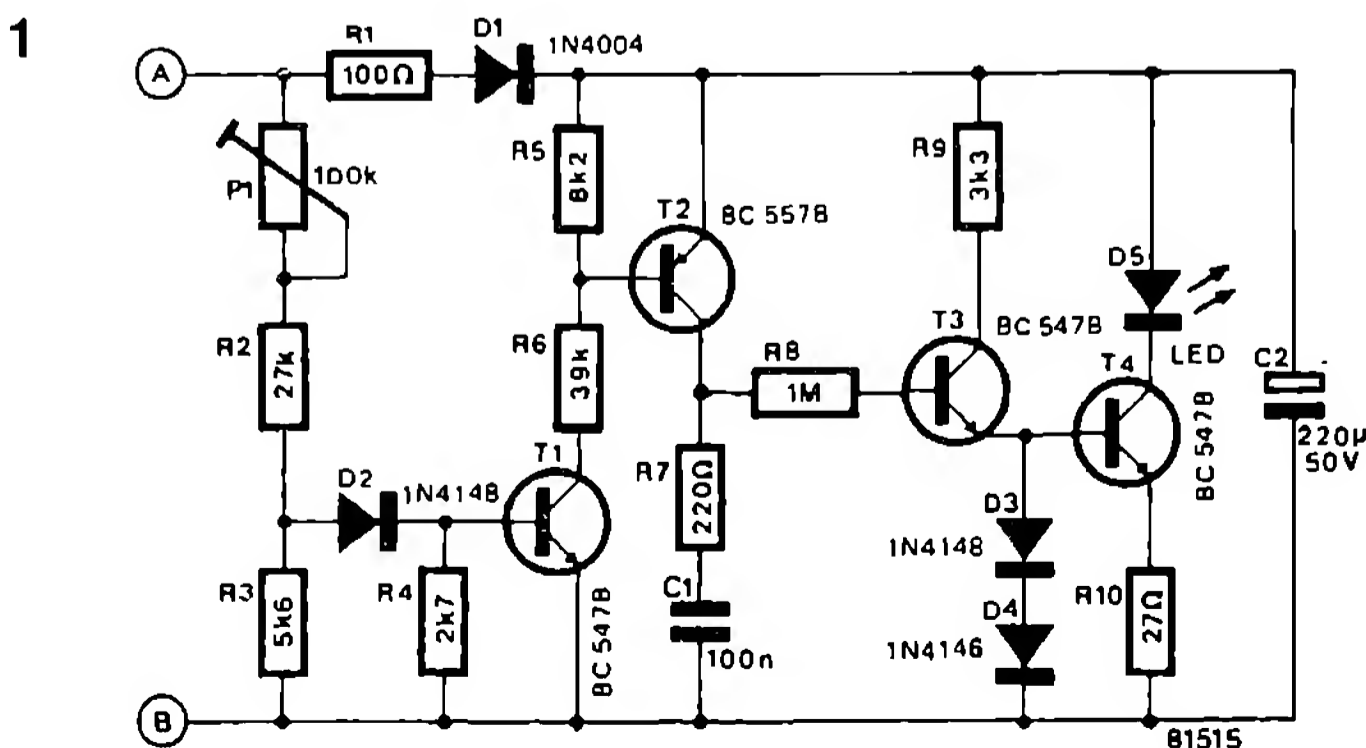 1
A
R1
100Ω
D1
1N4004
P1
100k
R5
8k2
T2
BC 557B
R9
3k3
D5
LED
R2
27k
R6
39k
R8
1M
T3
BC 547B
T4
BC 547B
C2
220µ
50V
D2
1N4148
T1
BC 547B
R7
220Ω
D3
1N4148
R3
5k6
R4
2k7
C1
100n
D4
1N4146
R10
27Ω
B
81515